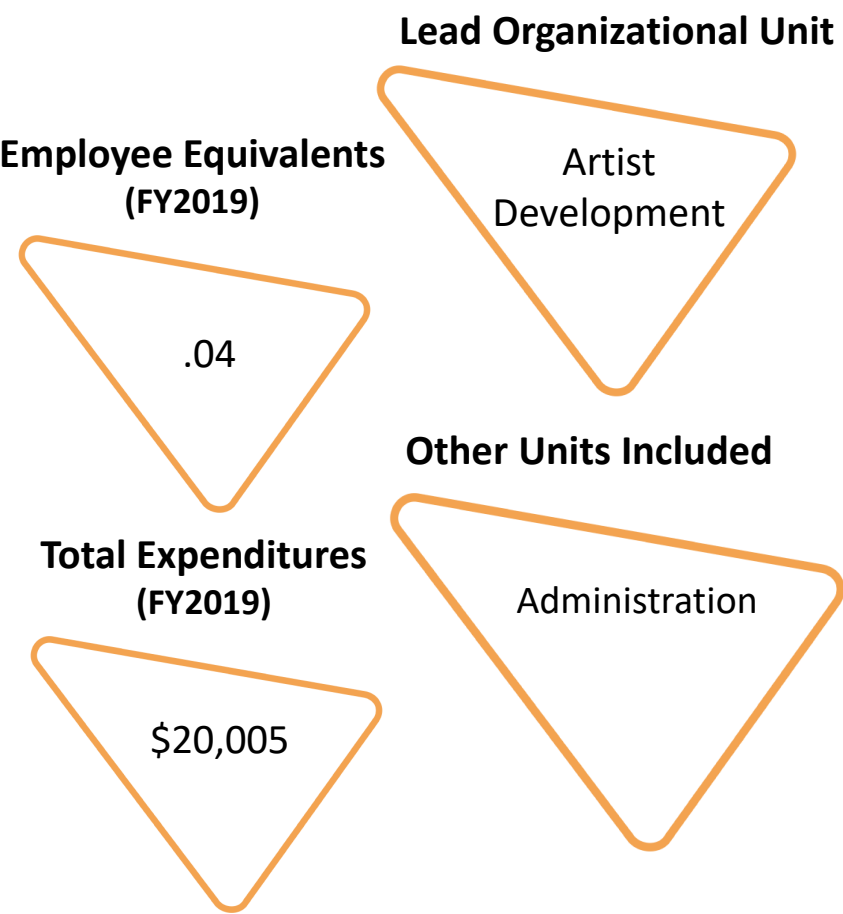 Lead Organizational Unit
Artist
Development
Employee Equivalents
(FY2019)
.04
Other Units Included
Administration
Total Expenditures
(FY2019)
$20,005